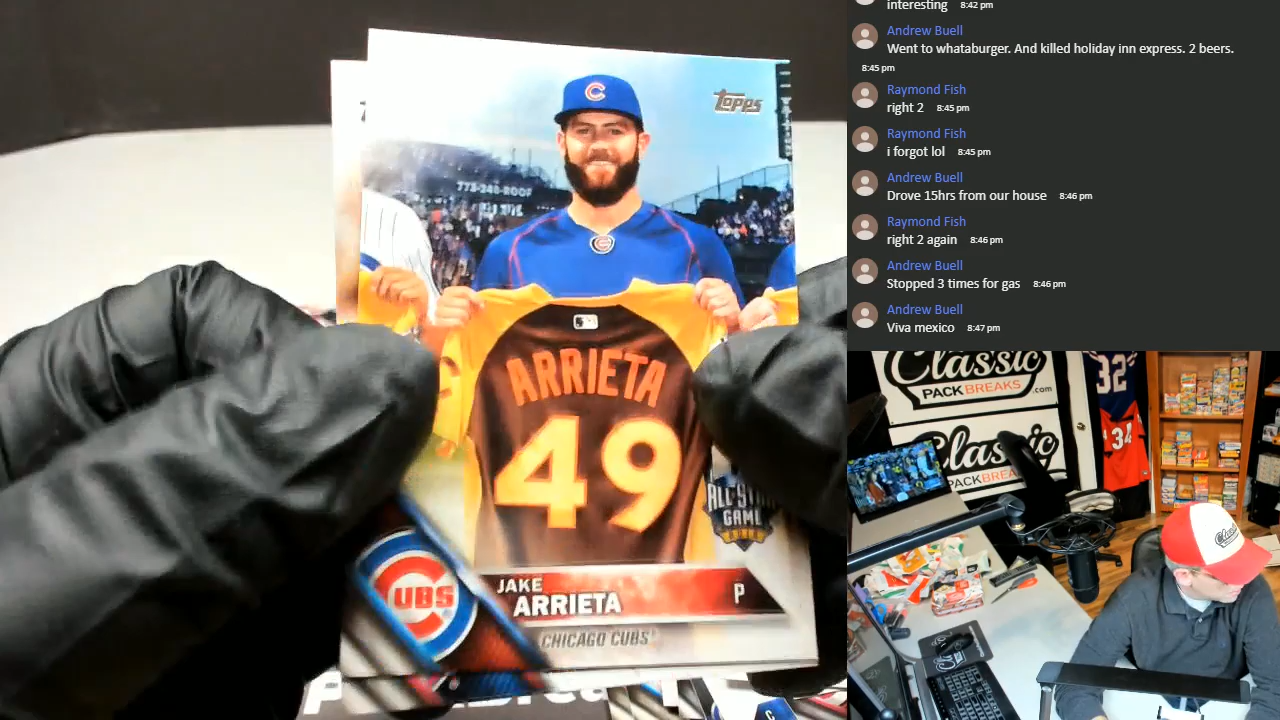 Topps
773-248-ROOF
ARRIETA
49
ALL-STAR
GAME
CUBS
JAKE
ARRIETA
P
CHICAGO CUBS
interesting 8:42 pm
Andrew Buell
Went to whataburger. And killed holiday inn express. 2 beers.
8:45 pm
Raymond Fish
right 2 8:45 pm
Raymond Fish
i forgot lol 8:45 pm
Andrew Buell
Drove 15hrs from our house 8:46 pm
Raymond Fish
right 2 again 8:46 pm
Andrew Buell
Stopped 3 times for gas 8:46 pm
Andrew Buell
Viva mexico 8:47 pm
Classic
PACKBREAKS.com
Classic
PACKBREA
32
34